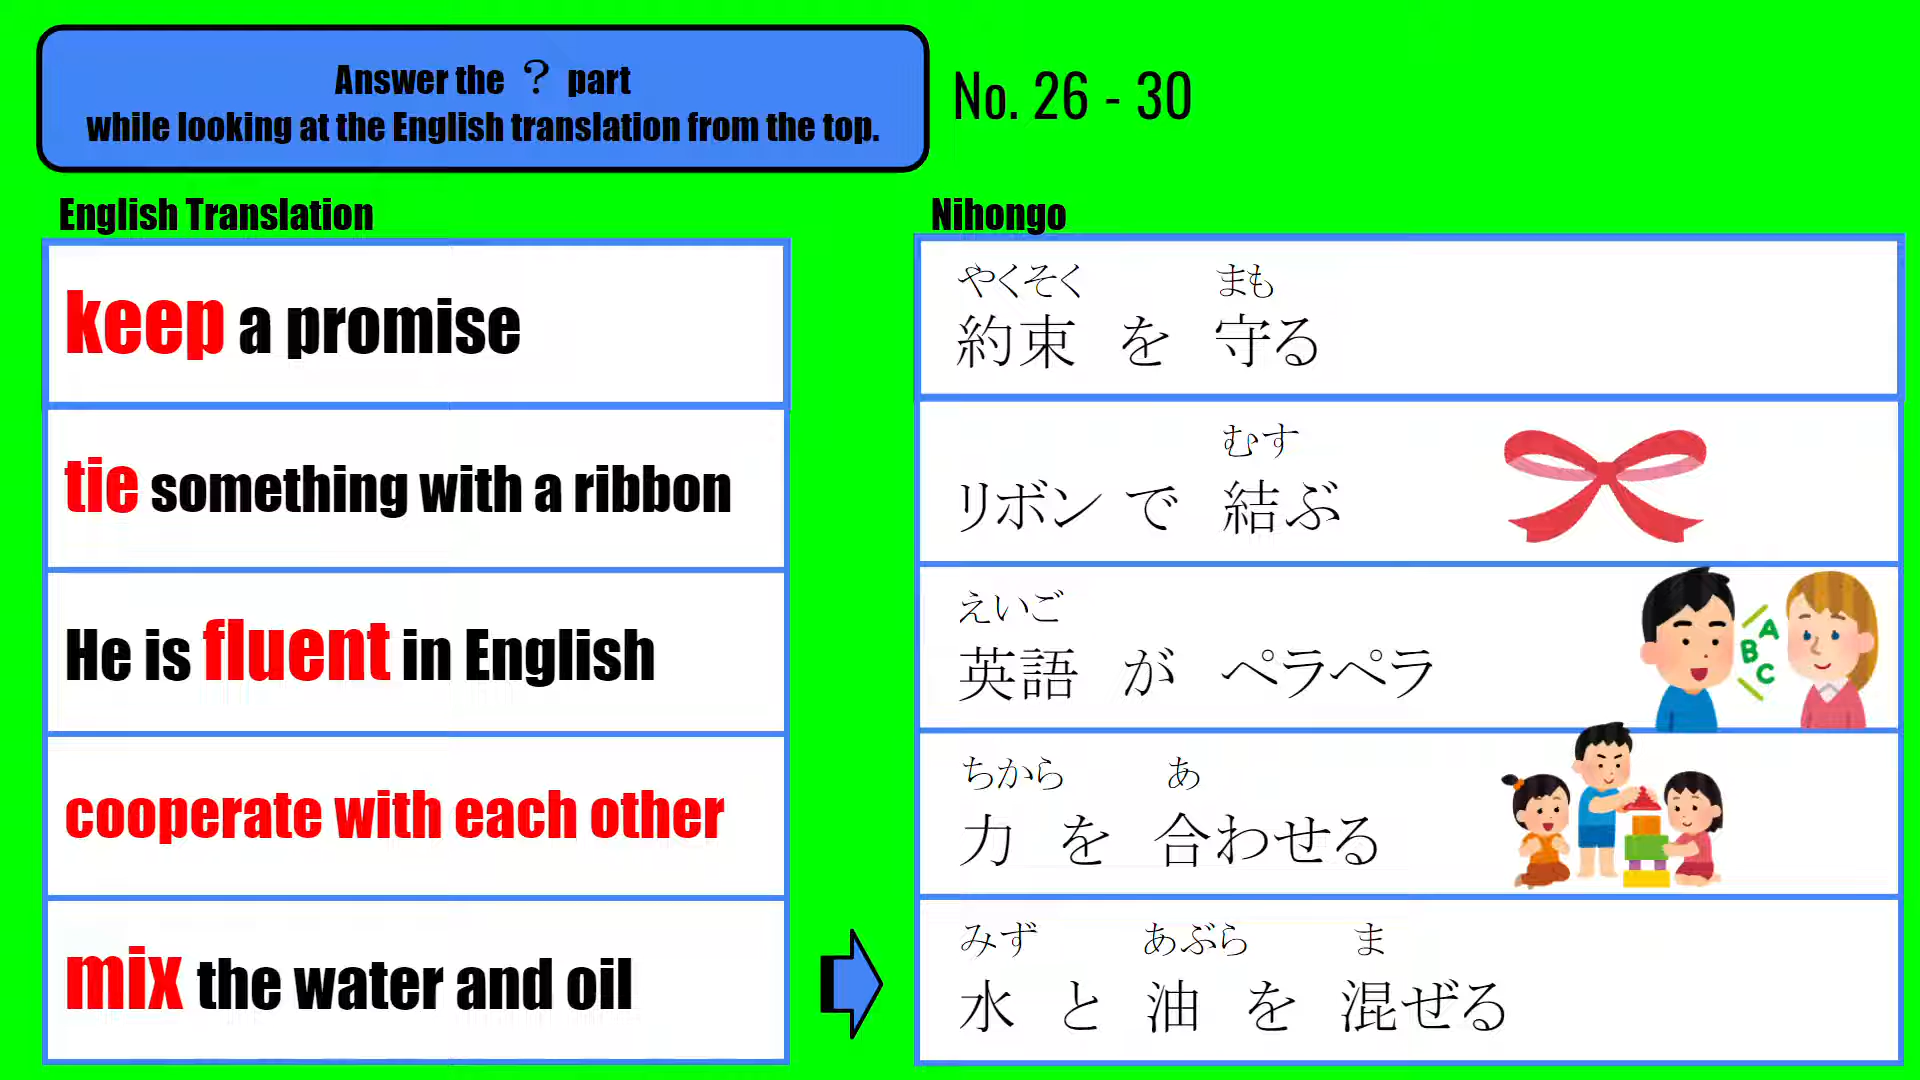 Answer the ？ part
while looking at the English translation from the top.
No. 26 - 30
English Translation
Nihongo
keep a promise
やくそく まも
約束 を 守る
tie something with a ribbon
むす
リボン で 結ぶ
He is fluent in English
えいご
英語 が ペラペラ
A
B
C
cooperate with each other
ちから あ
力 を 合わせる
mix the water and oil
みず あぶら ま
水 と 油 を 混ぜる